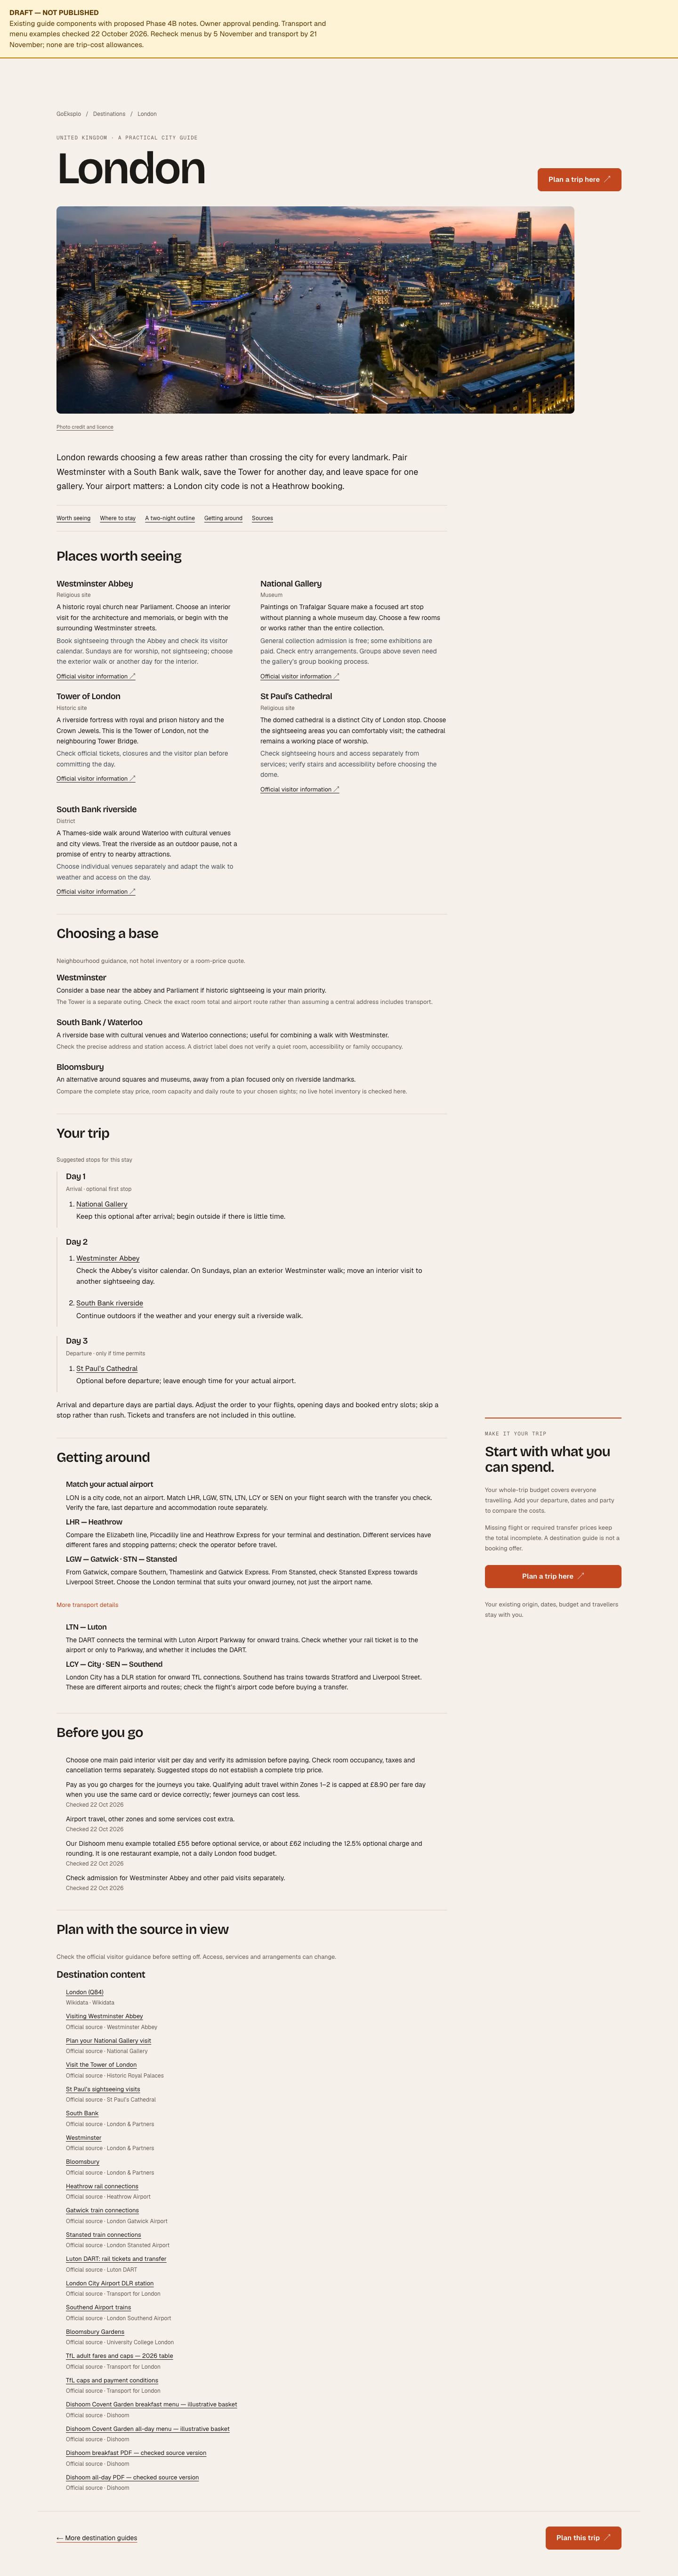 DRAFT — NOT PUBLISHED
Existing guide components with proposed Phase 4B notes. Owner approval pending. Transport and
menu examples checked 22 October 2026. Recheck menus by 5 November and transport by 21
November; none are trip-cost allowances.
GoEksplo / Destinations / London
UNITED KINGDOM · A PRACTICAL CITY GUIDE
London
Plan a trip here ↗
Photo credit and licence
London rewards choosing a few areas rather than crossing the city for every landmark. Pair
Westminster with a South Bank walk, save the Tower for another day, and leave space for one
gallery. Your airport matters: a London city code is not a Heathrow booking.
Worth seeing Where to stay A two-night outline Getting around Sources
Places worth seeing
Westminster Abbey
Religious site
A historic royal church near Parliament. Choose an interior
visit for the architecture and memorials, or begin with the
surrounding Westminster streets.
Book sightseeing through the Abbey and check its visitor
calendar. Sundays are for worship, not sightseeing; choose
the exterior walk or another day for the interior.
Official visitor information ↗
National Gallery
Museum
Paintings on Trafalgar Square make a focused art stop
without planning a whole museum day. Choose a few rooms
or works rather than the entire collection.
General collection admission is free; some exhibitions are
paid. Check entry arrangements. Groups above seven need
the gallery's group booking process.
Official visitor information ↗
Tower of London
Historic site
A riverside fortress with royal and prison history and the
Crown Jewels. This is the Tower of London, not the
neighbouring Tower Bridge.
Check official tickets, closures and the visitor plan before
committing the day.
Official visitor information ↗
St Paul's Cathedral
Religious site
The domed cathedral is a distinct City of London stop. Choose
the sightseeing areas you can comfortably visit; the cathedral
remains a working place of worship.
Check sightseeing hours and access separately from
services; verify stairs and accessibility before choosing the
dome.
Official visitor information ↗
South Bank riverside
District
A Thames-side walk around Waterloo with cultural venues
and city views. Treat the riverside as an outdoor pause, not a
promise of entry to nearby attractions.
Choose individual venues separately and adapt the walk to
weather and access on the day.
Official visitor information ↗
Choosing a base
Neighbourhood guidance, not hotel inventory or a room-price quote.
Westminster
Consider a base near the abbey and Parliament if historic sightseeing is your main priority.
The Tower is a separate outing. Check the exact room total and airport route rather than assuming a central address includes transport.
South Bank / Waterloo
A riverside base with cultural venues and Waterloo connections; useful for combining a walk with Westminster.
Check the precise address and station access. A district label does not verify a quiet room, accessibility or family occupancy.
Bloomsbury
An alternative around squares and museums, away from a plan focused only on riverside landmarks.
Compare the complete stay price, room capacity and daily route to your chosen sights; no live hotel inventory is checked here.
Your trip
Suggested stops for this stay
Day 1
Arrival · optional first stop
1. National Gallery
Keep this optional after arrival; begin outside if there is little time.
Day 2
1. Westminster Abbey
Check the Abbey's visitor calendar. On Sundays, plan an exterior Westminster walk; move an interior visit to
another sightseeing day.
2. South Bank riverside
Continue outdoors if the weather and your energy suit a riverside walk.
Day 3
Departure · only if time permits
1. St Paul's Cathedral
Optional before departure; leave enough time for your actual airport.
Arrival and departure days are partial days. Adjust the order to your flights, opening days and booked entry slots; skip a
stop rather than rush. Tickets and transfers are not included in this outline.
MAKE IT YOUR TRIP
Start with what you
can spend.
Your whole-trip budget covers everyone
travelling. Add your departure, dates and party
to compare the costs.
Missing flight or required transfer prices keep
the total incomplete. A destination guide is not a
booking offer.
Plan a trip here ↗
Your existing origin, dates, budget and travellers
stay with you.
Getting around
Match your actual airport
LON is a city code, not an airport. Match LHR, LGW, STN, LTN, LCY or SEN on your flight search with the transfer you check.
Verify the fare, last departure and accommodation route separately.
LHR — Heathrow
Compare the Elizabeth line, Piccadilly line and Heathrow Express for your terminal and destination. Different services have
different fares and stopping patterns; check the operator before travel.
LGW — Gatwick · STN — Stansted
From Gatwick, compare Southern, Thameslink and Gatwick Express. From Stansted, check Stansted Express towards
Liverpool Street. Choose the London terminal that suits your onward journey, not just the airport name.
More transport details
LTN — Luton
The DART connects the terminal with Luton Airport Parkway for onward trains. Check whether your rail ticket is to the
airport or only to Parkway, and whether it includes the DART.
LCY — City · SEN — Southend
London City has a DLR station for onward TfL connections. Southend has trains towards Stratford and Liverpool Street.
These are different airports and routes; check the flight's airport code before buying a transfer.
Before you go
Choose one main paid interior visit per day and verify its admission before paying. Check room occupancy, taxes and
cancellation terms separately. Suggested stops do not establish a complete trip price.
Pay as you go charges for the journeys you take. Qualifying adult travel within Zones 1–2 is capped at £8.90 per fare day
when you use the same card or device correctly; fewer journeys can cost less.
Checked 22 Oct 2026
Airport travel, other zones and some services cost extra.
Checked 22 Oct 2026
Our Dishoom menu example totalled £55 before optional service, or about £62 including the 12.5% optional charge and
rounding. It is one restaurant example, not a daily London food budget.
Checked 22 Oct 2026
Check admission for Westminster Abbey and other paid visits separately.
Checked 22 Oct 2026
Plan with the source in view
Check the official visitor guidance before setting off. Access, services and arrangements can change.
Destination content
London (Q84)
Wikidata · Wikidata
Visiting Westminster Abbey
Official source · Westminster Abbey
Plan your National Gallery visit
Official source · National Gallery
Visit the Tower of London
Official source · Historic Royal Palaces
St Paul's sightseeing visits
Official source · St Paul's Cathedral
South Bank
Official source · London & Partners
Westminster
Official source · London & Partners
Bloomsbury
Official source · London & Partners
Heathrow rail connections
Official source · Heathrow Airport
Gatwick train connections
Official source · London Gatwick Airport
Stansted train connections
Official source · London Stansted Airport
Luton DART: rail tickets and transfer
Official source · Luton DART
London City Airport DLR station
Official source · Transport for London
Southend Airport trains
Official source · London Southend Airport
Bloomsbury Gardens
Official source · University College London
TfL adult fares and caps — 2026 table
Official source · Transport for London
TfL caps and payment conditions
Official source · Transport for London
Dishoom Covent Garden breakfast menu — illustrative basket
Official source · Dishoom
Dishoom Covent Garden all-day menu — illustrative basket
Official source · Dishoom
Dishoom breakfast PDF — checked source version
Official source · Dishoom
Dishoom all-day PDF — checked source version
Official source · Dishoom
← More destination guides
Plan this trip ↗